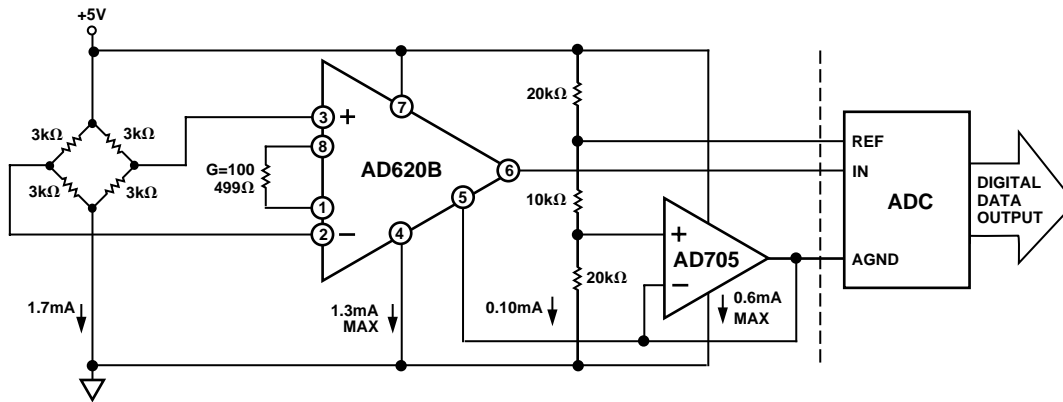 +5V
3kΩ
3kΩ
3kΩ
3kΩ
1.7mA
G=100
499Ω
3
8
1
2
+
–
AD620B
7
6
5
4
1.3mA
MAX
20kΩ
10kΩ
20kΩ
0.10mA
+
–
AD705
0.6mA
MAX
REF
IN
ADC
AGND
DIGITAL
DATA
OUTPUT